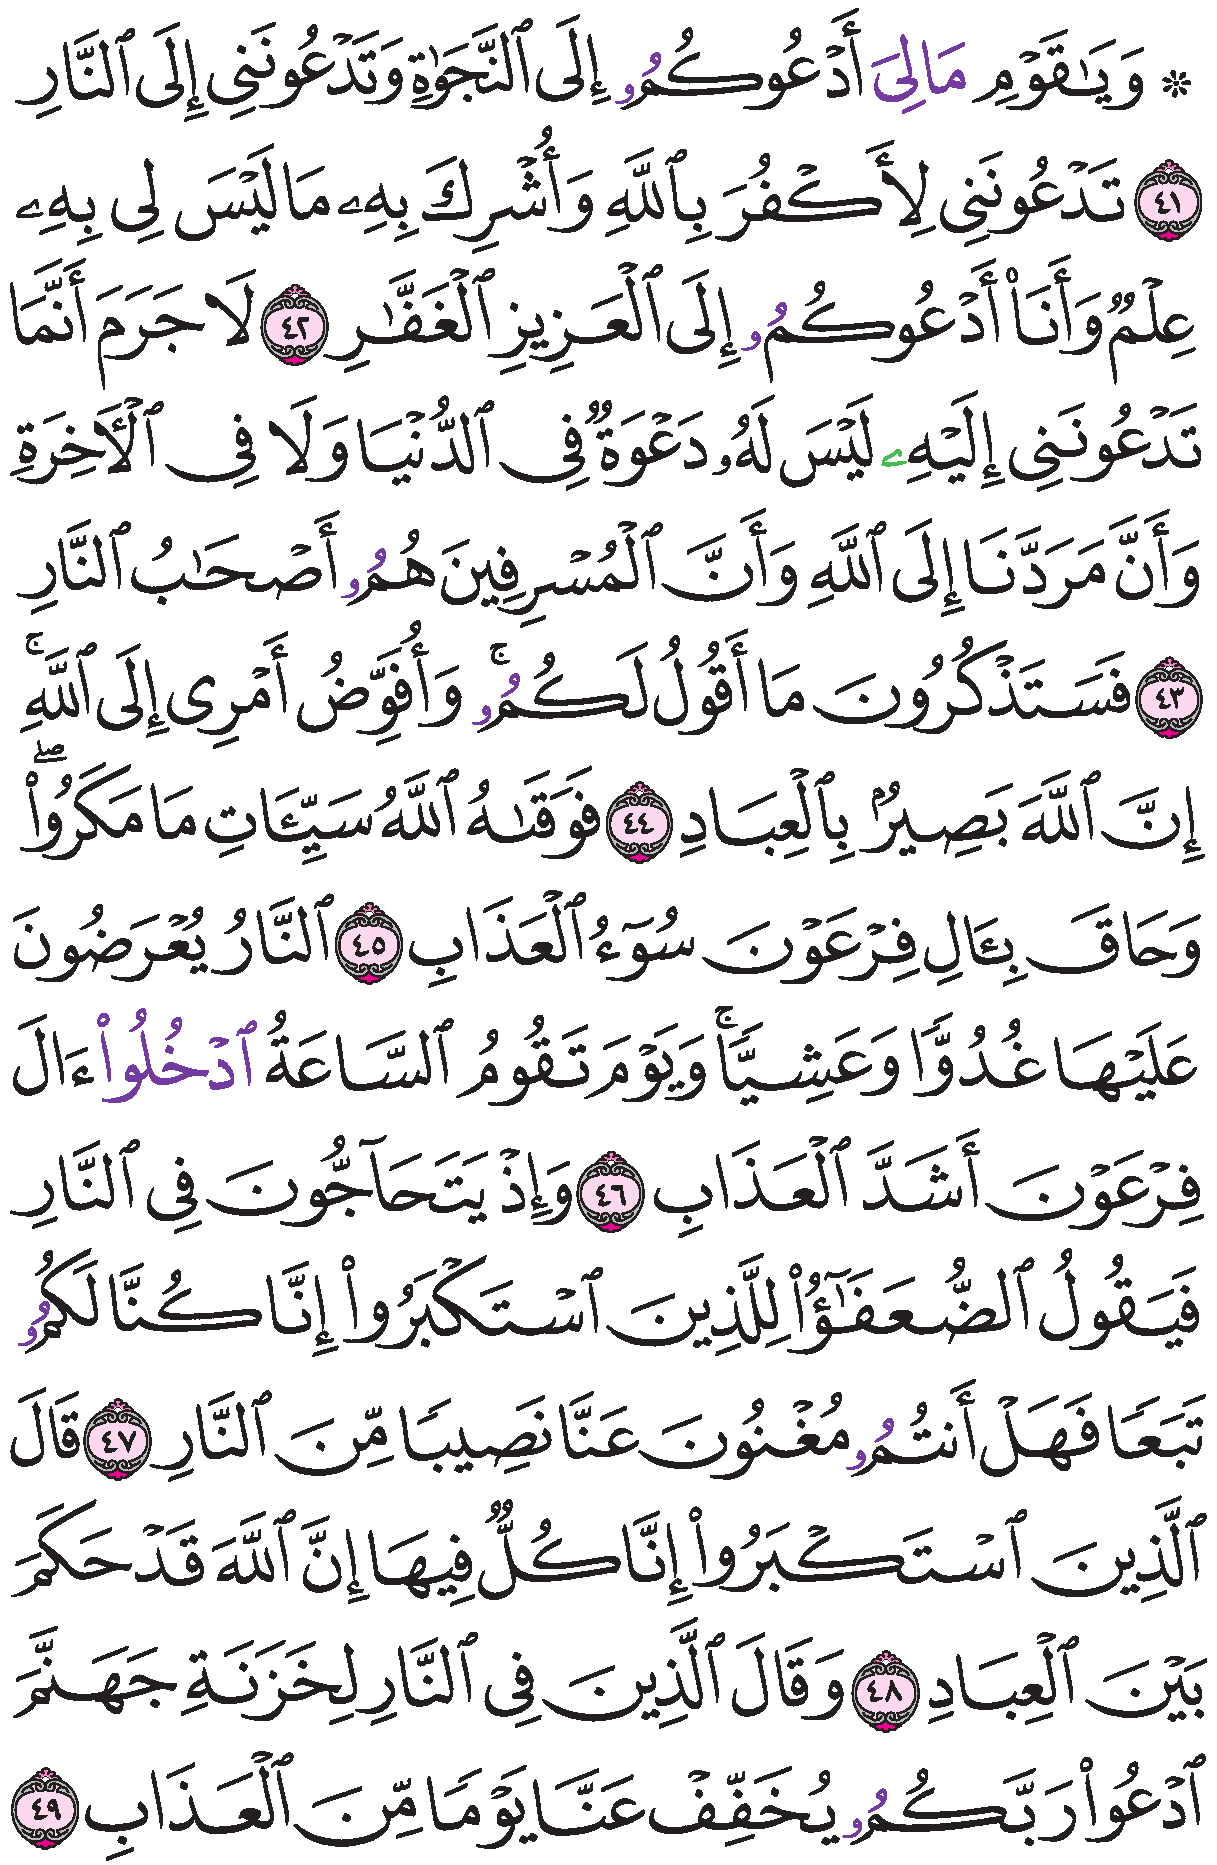 ۞ وَيَٰقَوْمِ مَالِيَ أَدْعُوكُمُۥ إِلَى ٱلنَّجَوٰةِ وَتَدْعُونَنِي إِلَى ٱلنَّارِ
٤١ تَدْعُونَنِي لِأَكْفُرَ بِٱللَّهِ وَأُشْرِكَ بِهِۦ مَا لَيْسَ لِي بِهِۦ
عِلْمٌ وَأَنَا۠ أَدْعُوكُمُۥ إِلَى ٱلْعَزِيزِ ٱلْغَفَّٰرِ ٤٢ لَا جَرَمَ أَنَّمَا
تَدْعُونَنِي إِلَيْهِۦ لَيْسَ لَهُۥ دَعْوَةٌ فِي ٱلدُّنْيَا وَلَا فِي ٱلْأَخِرَةِ
وَأَنَّ مَرَدَّنَا إِلَى ٱللَّهِ وَأَنَّ ٱلْمُسْرِفِينَ هُمُۥ أَصْحَٰبُ ٱلنَّارِ
٤٣ فَسَتَذْكُرُونَ مَا أَقُولُ لَكُمُۥۚ وَأُفَوِّضُ أَمْرِي إِلَى ٱللَّهِۚ
إِنَّ ٱللَّهَ بَصِيرٌۢ بِٱلْعِبَادِ ٤٤ فَوَقَىٰهُ ٱللَّهُ سَيِّـَٔاتِ مَا مَكَرُوا۟ۖ
وَحَاقَ بِـَٔالِ فِرْعَوْنَ سُوٓءُ ٱلْعَذَابِ ٤٥ ٱلنَّارُ يُعْرَضُونَ
عَلَيْهَا غُدُوًّا وَعَشِيًّاۚ وَيَوْمَ تَقُومُ ٱلسَّاعَةُ ٱدْخُلُوا۟ ءَالَ
فِرْعَوْنَ أَشَدَّ ٱلْعَذَابِ ٤٦ وَإِذْ يَتَحَآجُّونَ فِي ٱلنَّارِ
فَيَقُولُ ٱلضُّعَفَٰٓؤُا۟ لِلَّذِينَ ٱسْتَكْبَرُوا۟ إِنَّا كُنَّا لَكُمُۥ
تَبَعًا فَهَلْ أَنتُمُۥ مُغْنُونَ عَنَّا نَصِيبًا مِّنَ ٱلنَّارِ ٤٧ قَالَ
ٱلَّذِينَ ٱسْتَكْبَرُوا۟ إِنَّا كُلٌّ فِيهَا إِنَّ ٱللَّهَ قَدْ حَكَمَ
بَيْنَ ٱلْعِبَادِ ٤٨ وَقَالَ ٱلَّذِينَ فِي ٱلنَّارِ لِخَزَنَةِ جَهَنَّمَ
ٱدْعُوا۟ رَبَّكُمُۥ يُخَفِّفْ عَنَّا يَوْمًا مِّنَ ٱلْعَذَابِ ٤٩